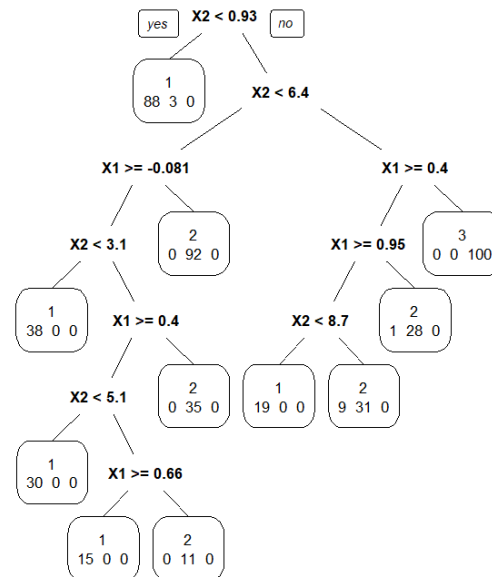 X2 < 0.93
yes
no
1
88 3 0
X2 < 6.4
X1 >= -0.081
X1 >= 0.4
2
0 92 0
3
0 0 100
X2 < 3.1
X1 >= 0.95
1
38 0 0
X1 >= 0.4
X2 < 8.7
2
1 28 0
X2 < 5.1
2
0 35 0
1
19 0 0
2
9 31 0
1
30 0 0
X1 >= 0.66
1
15 0 0
2
0 11 0